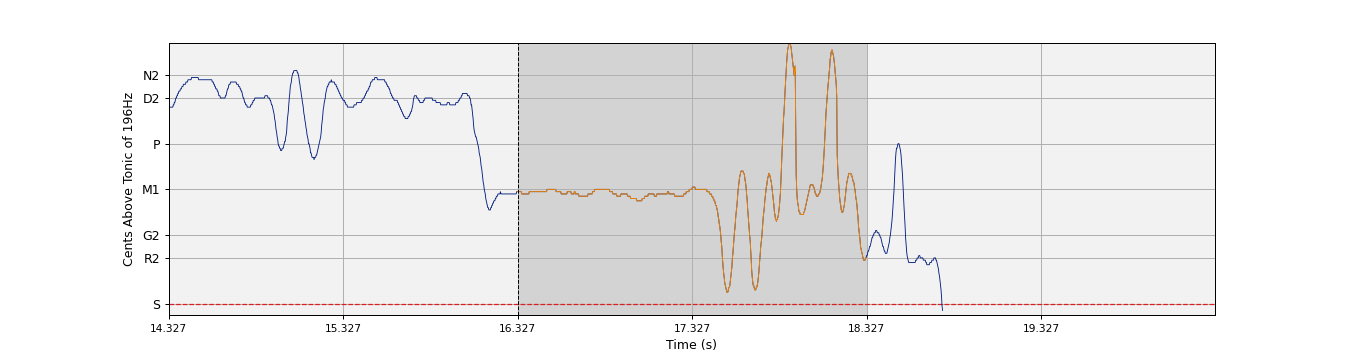 N2
D2
P
M1
G2
R2
S
Cents Above Tonic of 196Hz
14.327 15.327 16.327 17.327 18.327 19.327
Time (s)